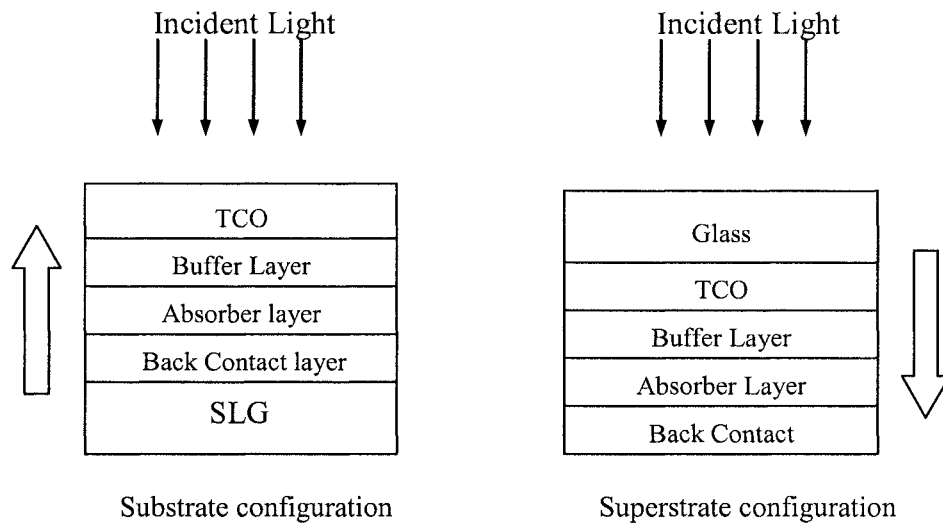 Incident Light
TCO
Buffer Layer
Absorber layer
Back Contact layer
SLG
Substrate configuration
Incident Light
Glass
TCO
Buffer Layer
Absorber Layer
Back Contact
Superstrate configuration